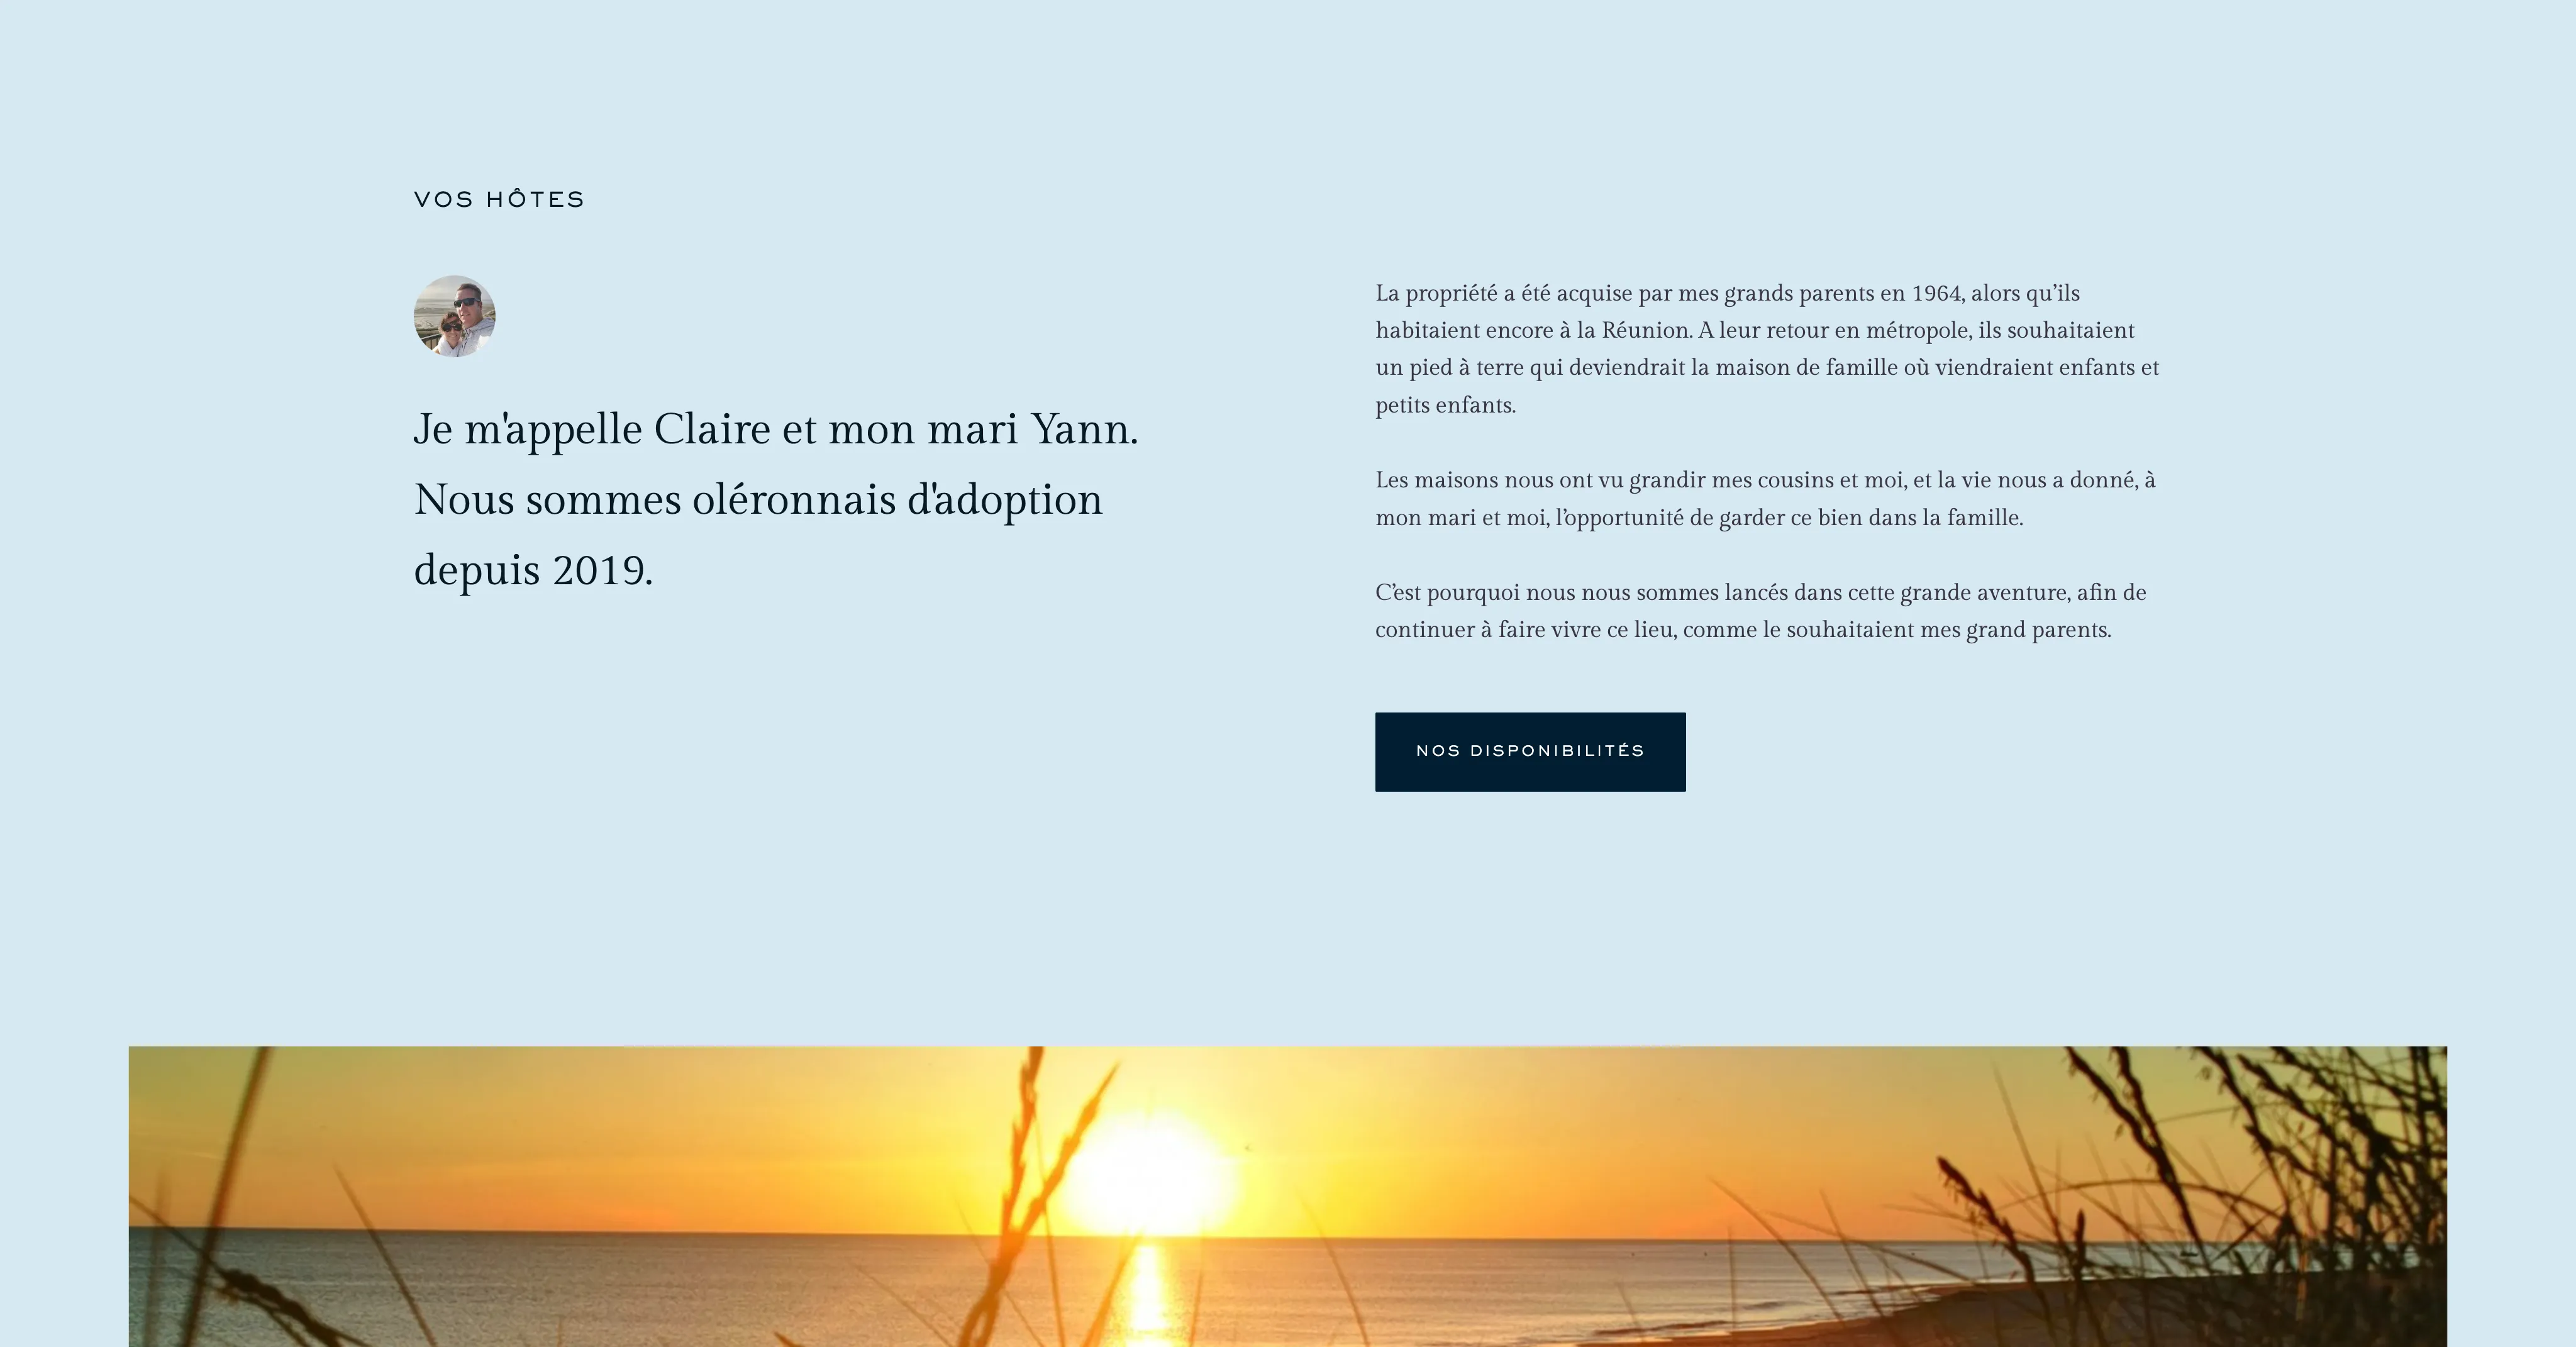 VOS HÔTES
Je m'appelle Claire et mon mari Yann.
Nous sommes oléronnais d'adoption
depuis 2019.
La propriété a été acquise par mes grands parents en 1964, alors qu’ils
habitaient encore à la Réunion. A leur retour en métropole, ils souhaitaient
un pied à terre qui deviendrait la maison de famille où viendraient enfants et
petits enfants.
Les maisons nous ont vu grandir mes cousins et moi, et la vie nous a donné, à
mon mari et moi, l’opportunité de garder ce bien dans la famille.
C’est pourquoi nous nous sommes lancés dans cette grande aventure, afin de
continuer à faire vivre ce lieu, comme le souhaitaient mes grand parents.
NOS DISPONIBILITÉS